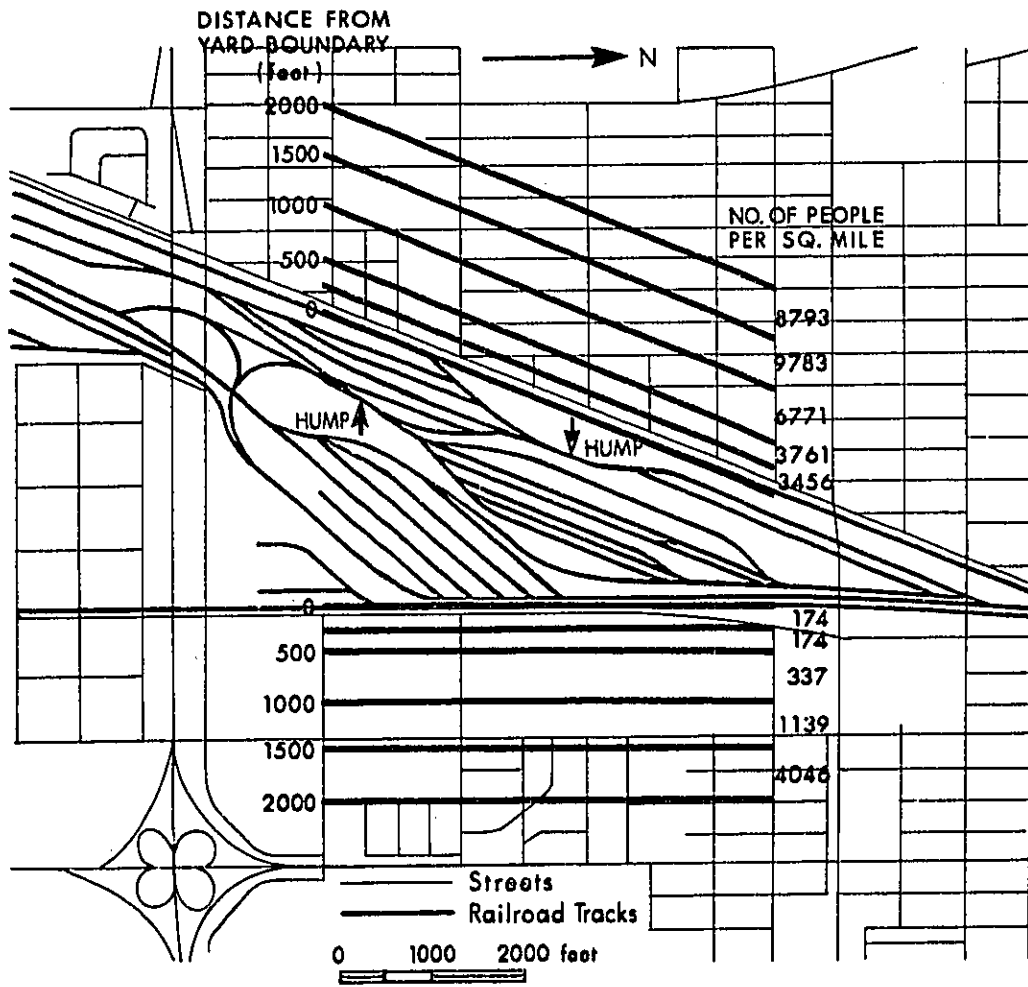 DISTANCE FROM
YARD BOUNDARY
(feet)
N
2000
1500
1000
500
0
NO. OF PEOPLE
PER SQ. MILE
8793
9783
6771
3761
3456
HUMP
HUMP
0
500
1000
1500
2000
174
174
337
1139
4046
Streets
Railroad Tracks
0 1000 2000 feet